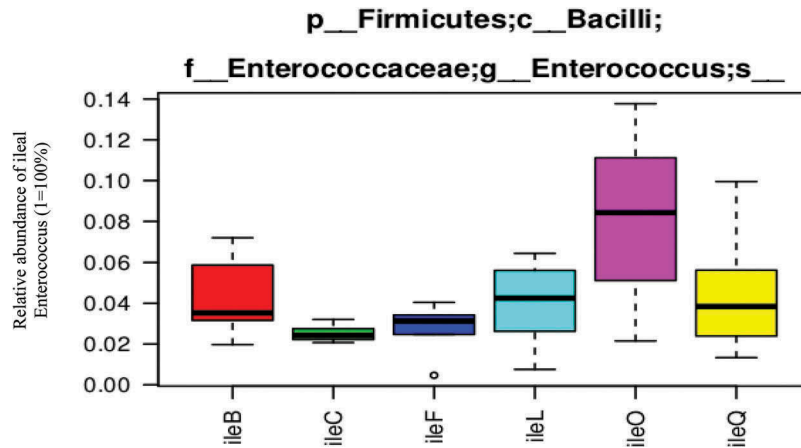 p__Firmicutes;c__Bacilli;
f__Enterococcaceae;g__Enterococcus;s__
Relative abundance of ileal
Enterococcus (1=100%)
0.14
0.12
0.10
0.08
0.06
0.04
0.02
0.00
ileB
ileC
ileF
ileL
ileO
ileQ